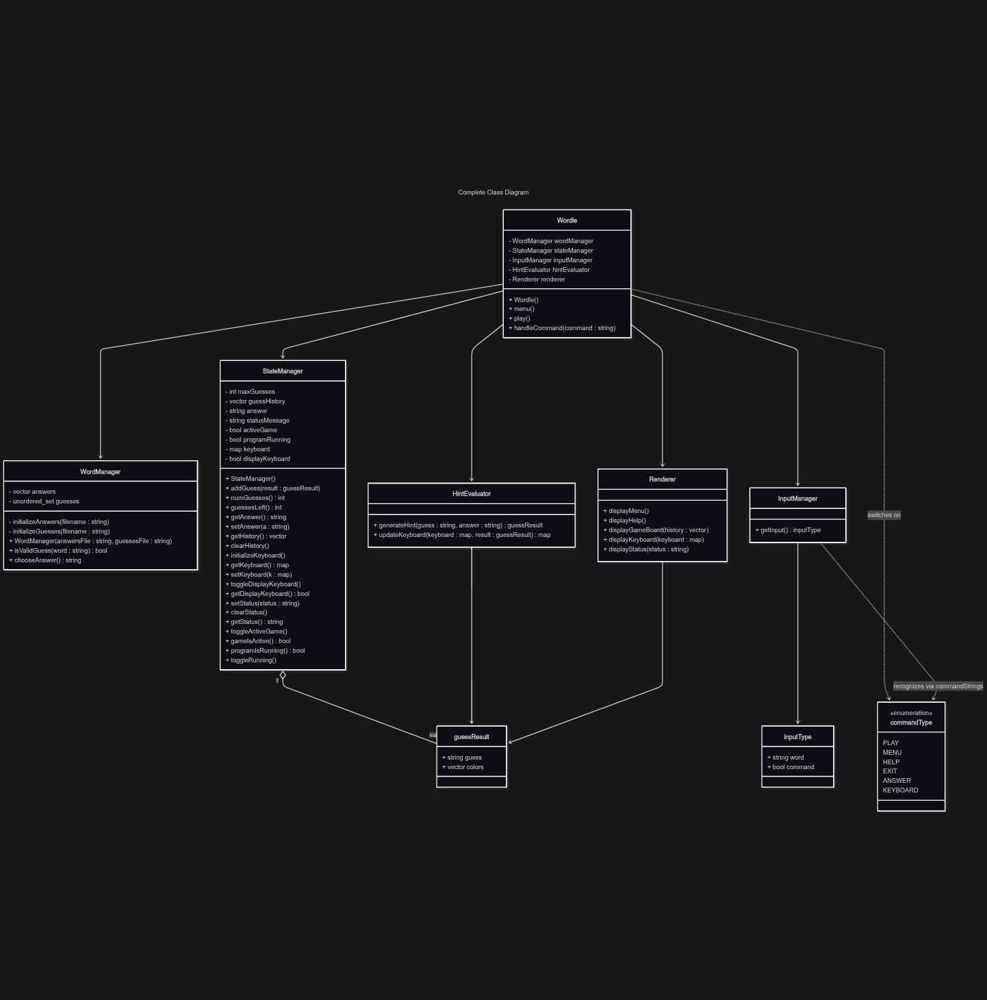 Complete Class Diagram
Wordle
- WordManager wordManager
- StateManager stateManager
- InputManager inputManager
- HintEvaluator hintEvaluator
- Renderer renderer
+ Wordle()
+ menu()
+ play()
+ handleCommand(command : string)
WordManager
- vector answers
- unordered_set guesses
- initializeAnswers(filename : string)
- initializeGuesses(filename : string)
+ WordManager(answersFile : string, guessesFile : string)
+ isValidGuess(word : string) : bool
+ chooseAnswer() : string
StateManager
- int maxGuesses
- vector guessHistory
- string answer
- string statusMessage
- bool activeGame
- bool programRunning
- map keyboard
- bool displayKeyboard
+ StateManager()
+ addGuess(result : guessResult)
+ numGuesses() : int
+ guessesLeft() : int
+ getAnswer() : string
+ setAnswer(a : string)
+ getHistory() : vector
+ clearHistory()
+ initializeKeyboard()
+ getKeyboard() : map
+ setKeyboard(k : map)
+ toggleDisplayKeyboard()
+ getDisplayKeyboard() : bool
+ setStatus(status : string)
+ clearStatus()
+ getStatus() : string
+ toggleActiveGame()
+ gameIsActive() : bool
+ programIsRunning() : bool
+ toggleRunning()
HintEvaluator
+ generateHint(guess : string, answer : string) : guessResult
+ updateKeyboard(keyboard : map, result : guessResult) : map
Renderer
+ displayMenu()
+ displayHelp()
+ displayGameBoard(history : vector)
+ displayKeyboard(keyboard : map)
+ displayStatus(status : string)
InputManager
+ getInput() : inputType
switches on
recognizes via commandStrings
1
guessResult
+ string guess
+ vector colors
inputType
+ string word
+ bool command
«enumeration»
commandType
PLAY
MENU
HELP
EXIT
ANSWER
KEYBOARD